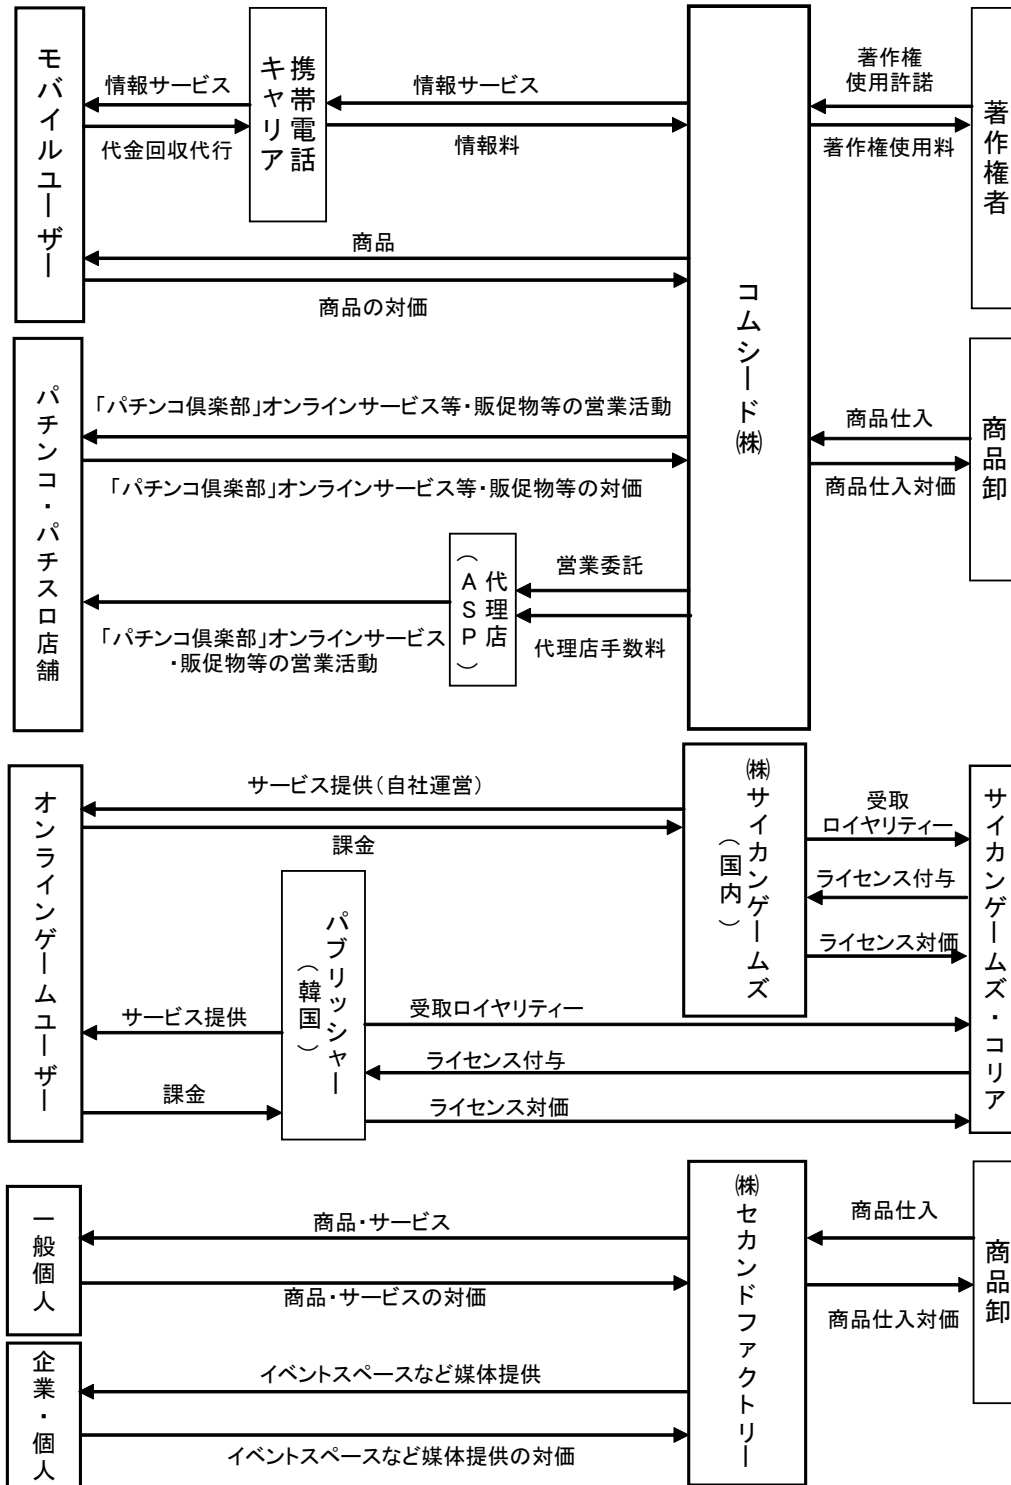 モバイルユーザー
情報サービス
代金回収代行
携帯電話
キャリア
情報サービス
情報料
著作権
使用許諾
著作権使用料
著作権者
商品
商品の対価
コムシード㈱
パチンコ・パチスロ店舗
「パチンコ倶楽部」オンラインサービス等・販促物等の営業活動
「パチンコ倶楽部」オンラインサービス等・販促物等の対価
商品仕入
商品仕入対価
商品卸
代理店
（ASP）
営業委託
代理店手数料
「パチンコ倶楽部」オンラインサービス
・販促物等の営業活動
オンラインゲームユーザー
サービス提供（自社運営）
課金
㈱サイカンゲームズ
（国内）
受取
ロイヤリティー
ライセンス付与
ライセンス対価
サイカンゲームズ・コリア
パブリッシャー
（韓国）
サービス提供
課金
受取ロイヤリティー
ライセンス付与
ライセンス対価
一般個人
商品・サービス
商品・サービスの対価
㈱セカンドファクトリー
商品仕入
商品仕入対価
商品卸
企業・個人
イベントスペースなど媒体提供
イベントスペースなど媒体提供の対価